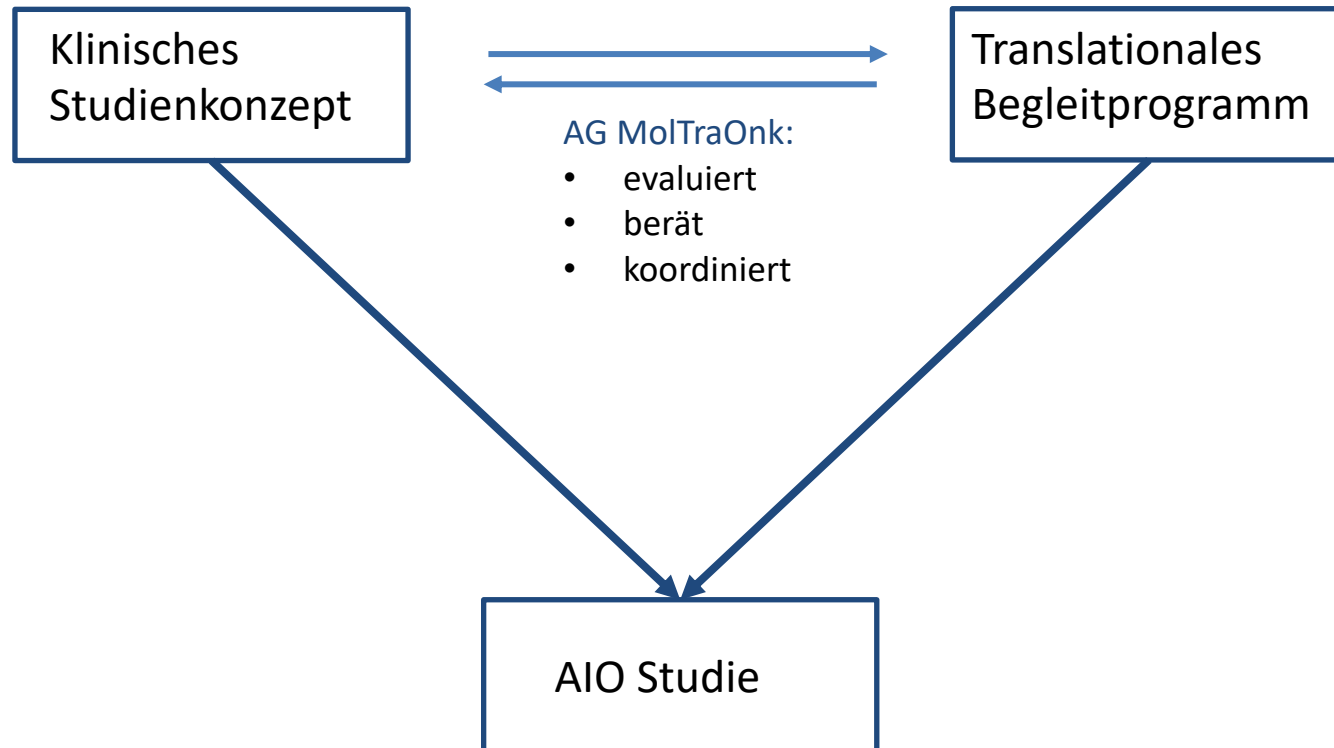 Klinisches
Studienkonzept
Translationales
Begleitprogramm
AG MolTraOnk:
• evaluiert
• berät
• koordiniert
AIO Studie